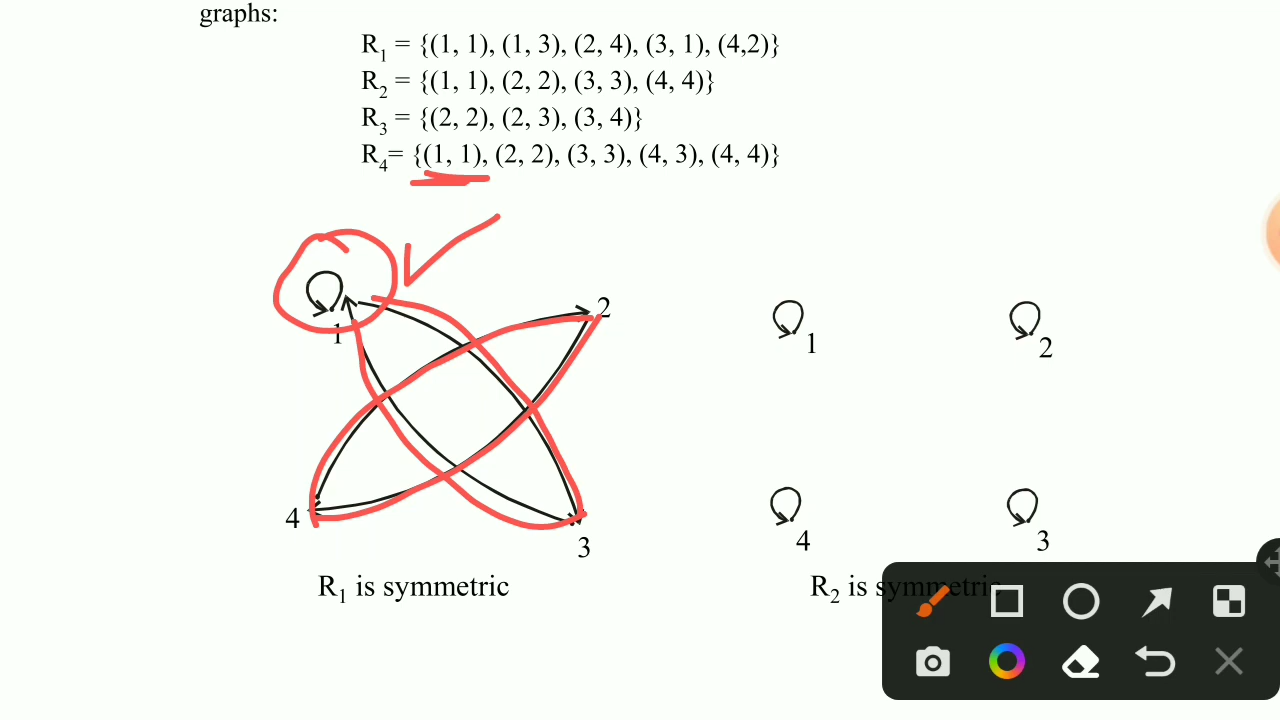 graphs:
R₁ = {(1, 1), (1, 3), (2, 4), (3, 1), (4,2)}
R₂ = {(1, 1), (2, 2), (3, 3), (4, 4)}
R₃ = {(2, 2), (2, 3), (3, 4)}
R₄= {(1, 1), (2, 2), (3, 3), (4, 3), (4, 4)}
1 2
1 2
4 3
4 3
R₁ is symmetric
R₂ is symmetric